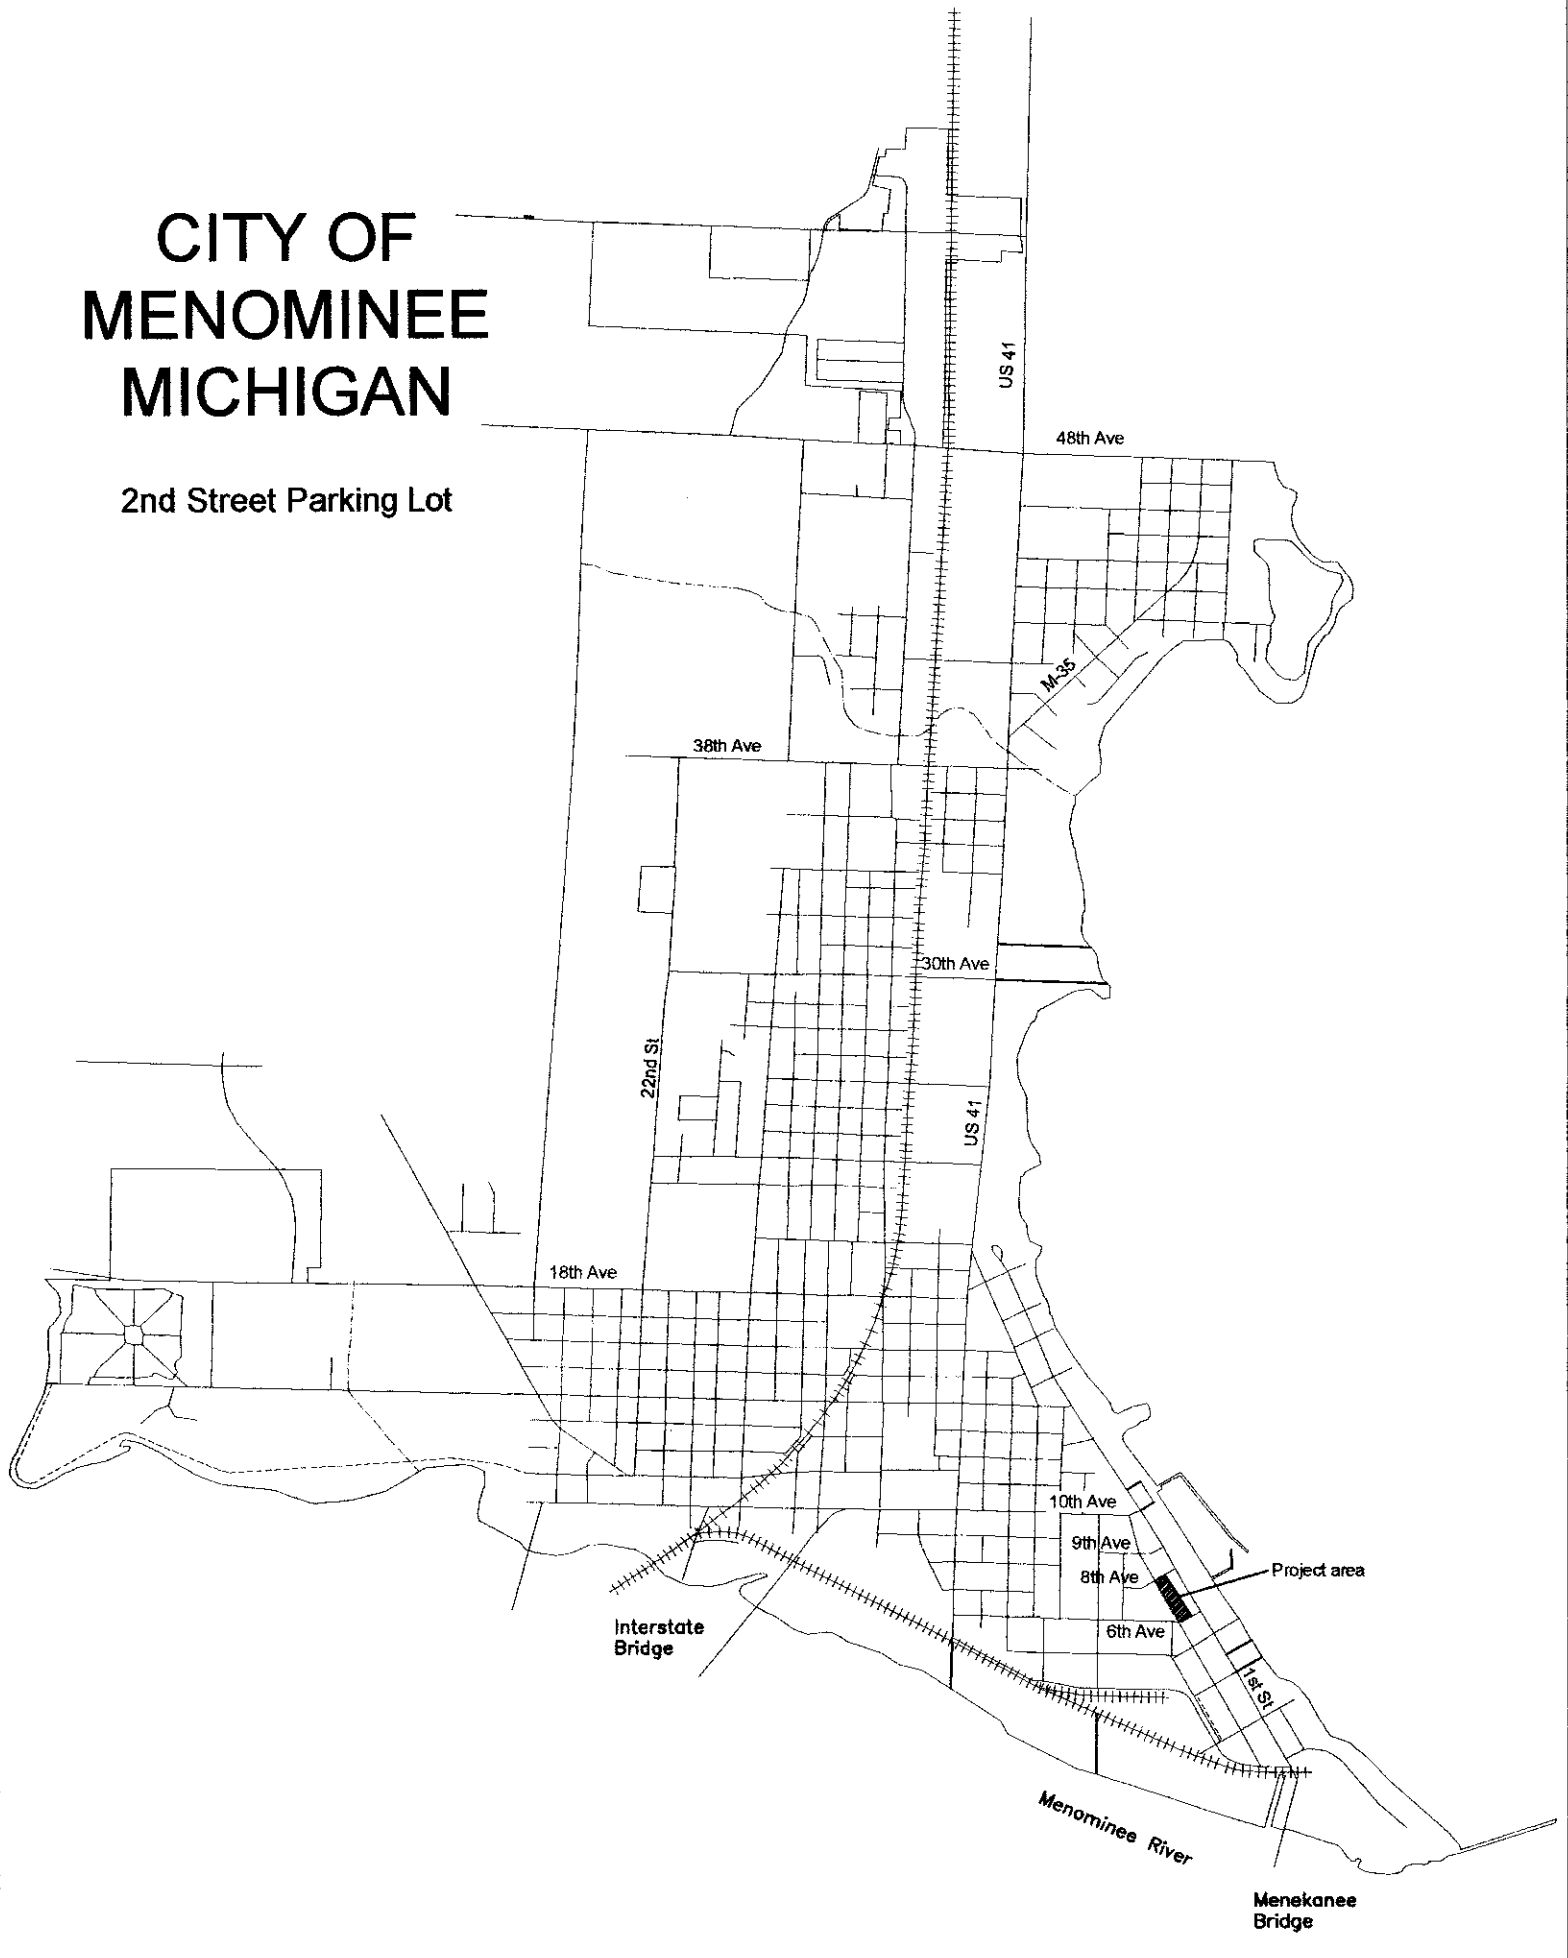 CITY OF
MENOMINEE
MICHIGAN
2nd Street Parking Lot
US 41
48th Ave
M-35
38th Ave
30th Ave
22nd St
US 41
18th Ave
10th Ave
9th Ave
8th Ave
Project area
6th Ave
Interstate
Bridge
1st St
Menominee River
Menekanee
Bridge